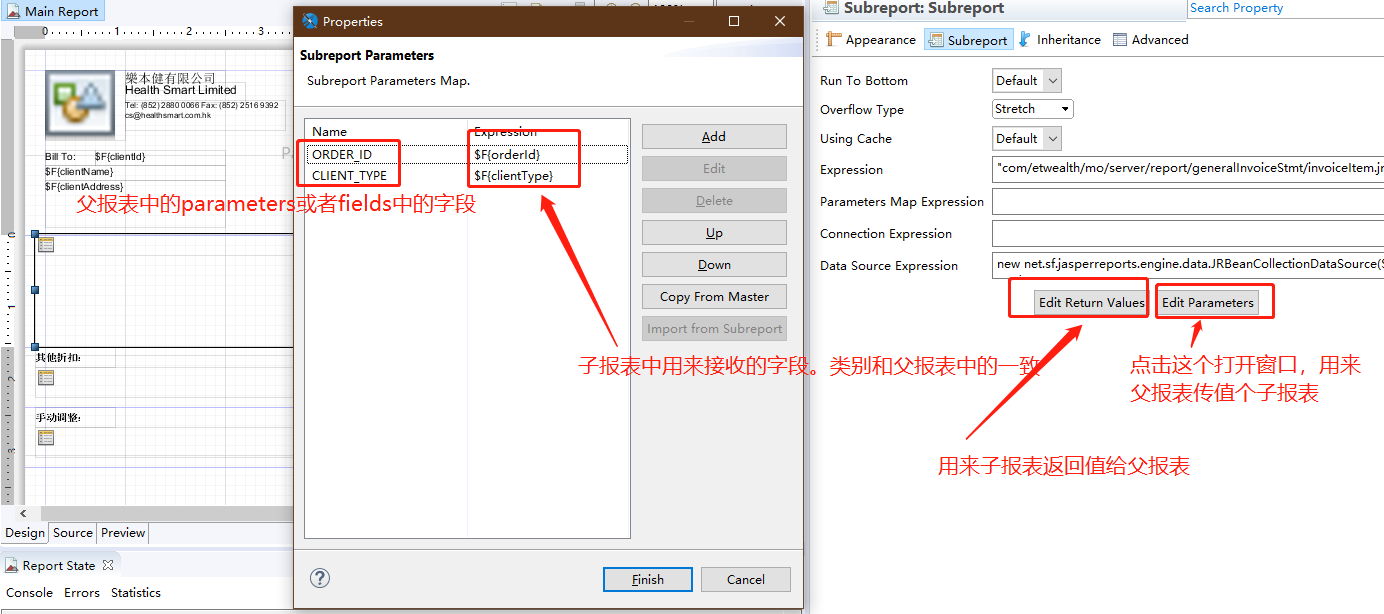 Main Report
0 1 2 3
樂本健有限公司
Health Smart Limited
Tel: (852) 2880 0066 Fax: (852) 2516 9392
cs@healthsmart.com.hk
Bill To: $F{clientId}
$F{clientName}
$F{clientAddress}
父报表中的parameters或者fields中的字段
其他折扣:
手动调整:
Design Source Preview
Report State
Console Errors Statistics
Properties
Subreport Parameters
Subreport Parameters Map.
Name Expression
ORDER_ID $F{orderId}
CLIENT_TYPE $F{clientType}
Add
Edit
Delete
Up
Down
Copy From Master
Import from Subreport
子报表中用来接收的字段。类别和父报表中的一致
Finish Cancel
Subreport: Subreport
Search Property
Appearance Subreport Inheritance Advanced
Run To Bottom Default
Overflow Type Stretch
Using Cache Default
Expression "com/etwealth/mo/server/report/generalInvoiceStmt/invoiceItem.jr
Parameters Map Expression
Connection Expression
Data Source Expression new net.sf.jasperreports.engine.data.JRBeanCollectionDataSource($
Edit Return Values Edit Parameters
点击这个打开窗口，用来
父报表传值个子报表
用来子报表返回值给父报表